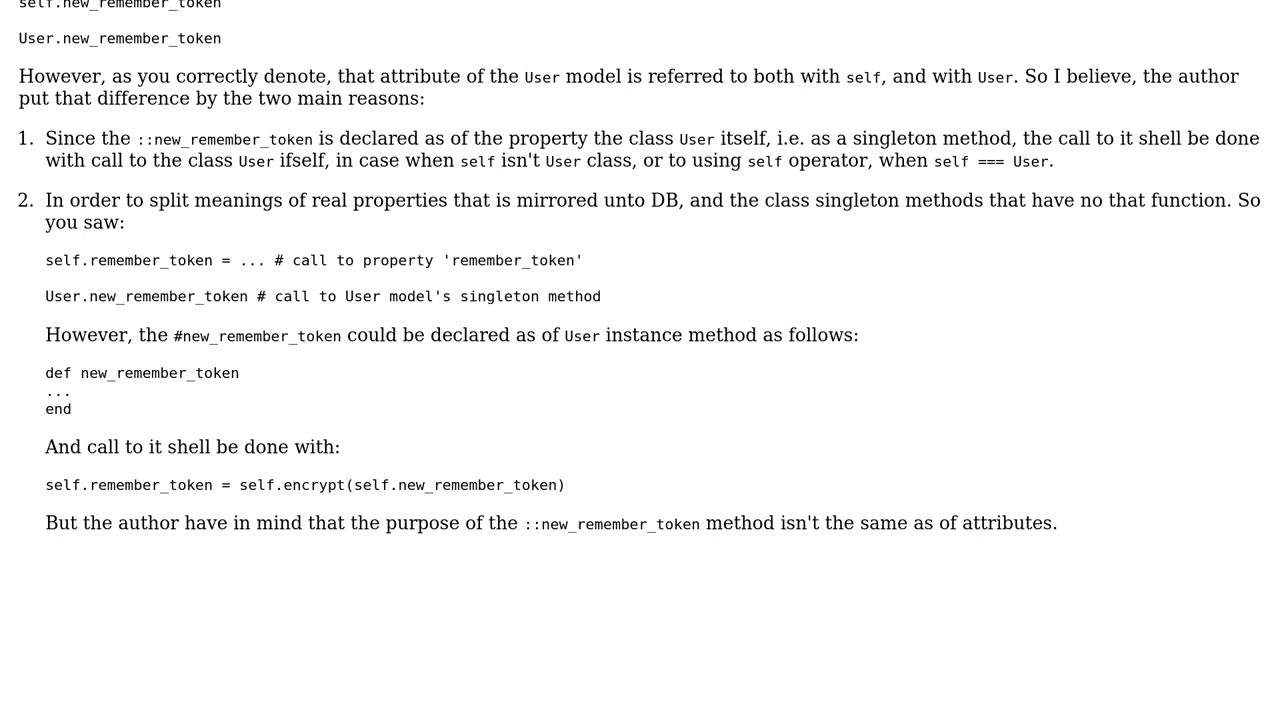 self.new_remember_token
User.new_remember_token
However, as you correctly denote, that attribute of the User model is referred to both with self, and with User. So I believe, the author
put that difference by the two main reasons:
1. Since the ::new_remember_token is declared as of the property the class User itself, i.e. as a singleton method, the call to it shell be done
with call to the class User ifself, in case when self isn't User class, or to using self operator, when self === User.
2. In order to split meanings of real properties that is mirrored unto DB, and the class singleton methods that have no that function. So
you saw:
self.remember_token = ... # call to property 'remember_token'
User.new_remember_token # call to User model's singleton method
However, the #new_remember_token could be declared as of User instance method as follows:
def new_remember_token
...
end
And call to it shell be done with:
self.remember_token = self.encrypt(self.new_remember_token)
But the author have in mind that the purpose of the ::new_remember_token method isn't the same as of attributes.